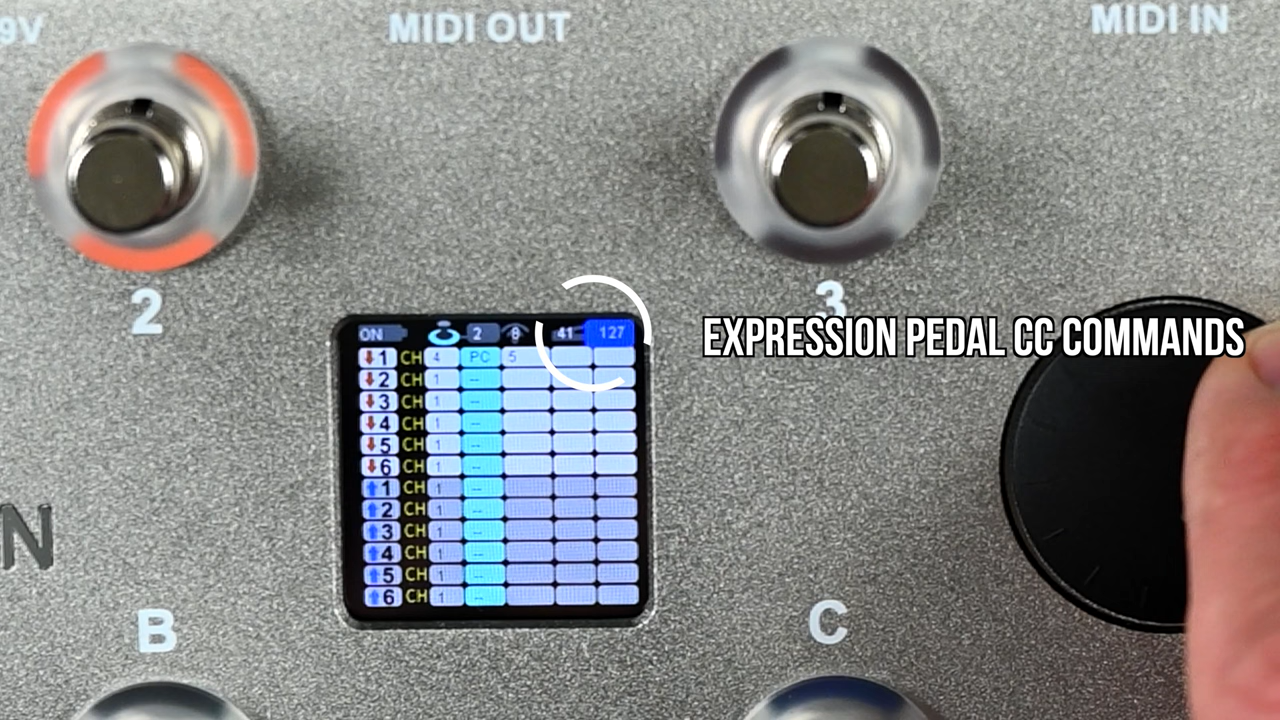 9V
MIDI OUT
MIDI IN
2
3
EXPRESSION PEDAL CC COMMANDS
ON 2 8 41 127
1 CH 4 PC 5
2 CH 1 --
3 CH 1 --
4 CH 1 --
5 CH 1 --
6 CH 1 --
1 CH 1 --
2 CH 1 --
3 CH 1 --
4 CH 1 --
5 CH 1 --
6 CH 1 --
N
B
C